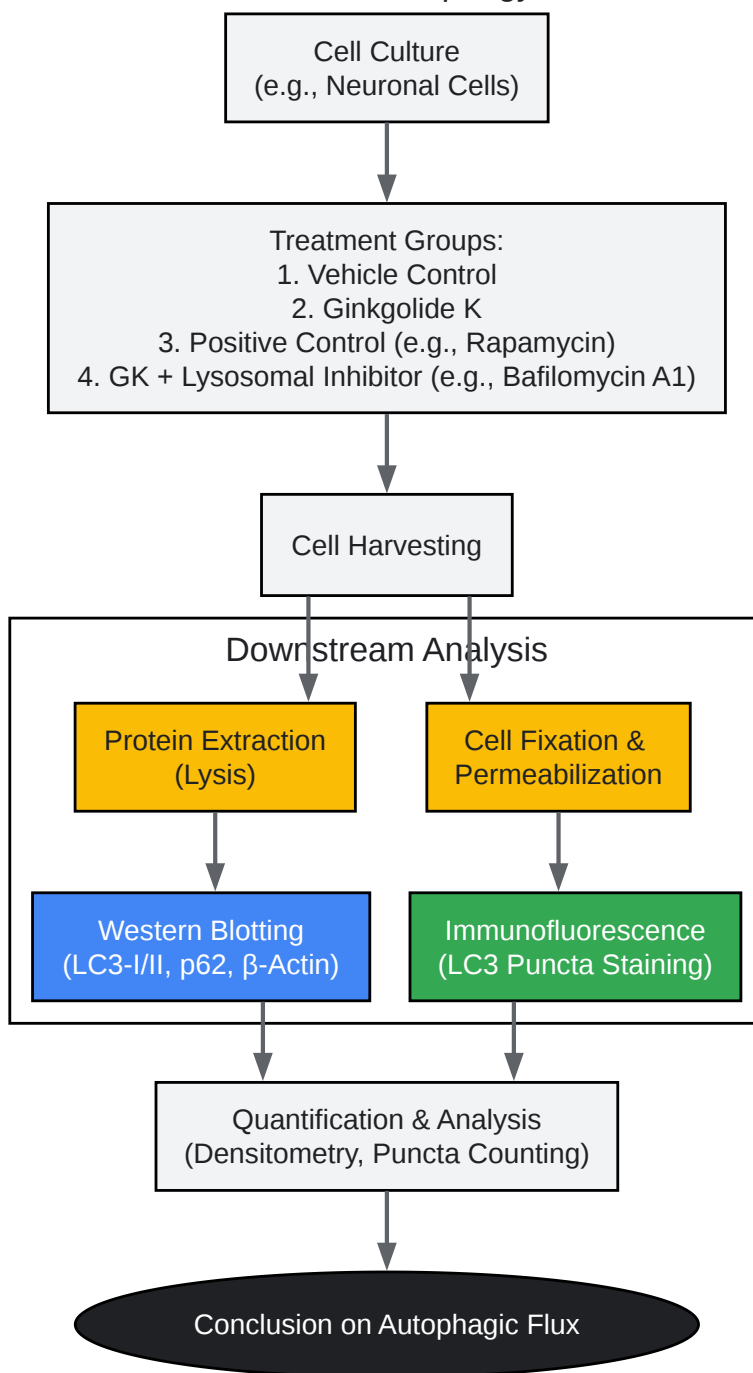 Cell Culture
(e.g., Neuronal Cells)
Treatment Groups:
1. Vehicle Control
2. Ginkgolide K
3. Positive Control (e.g., Rapamycin)
4. GK + Lysosomal Inhibitor (e.g., Bafilomycin A1)
Cell Harvesting
Downstream Analysis
Protein Extraction
(Lysis)
Cell Fixation &
Permeabilization
Western Blotting
(LC3-I/II, p62, β-Actin)
Immunofluorescence
(LC3 Puncta Staining)
Quantification & Analysis
(Densitometry, Puncta Counting)
Conclusion on Autophagic Flux